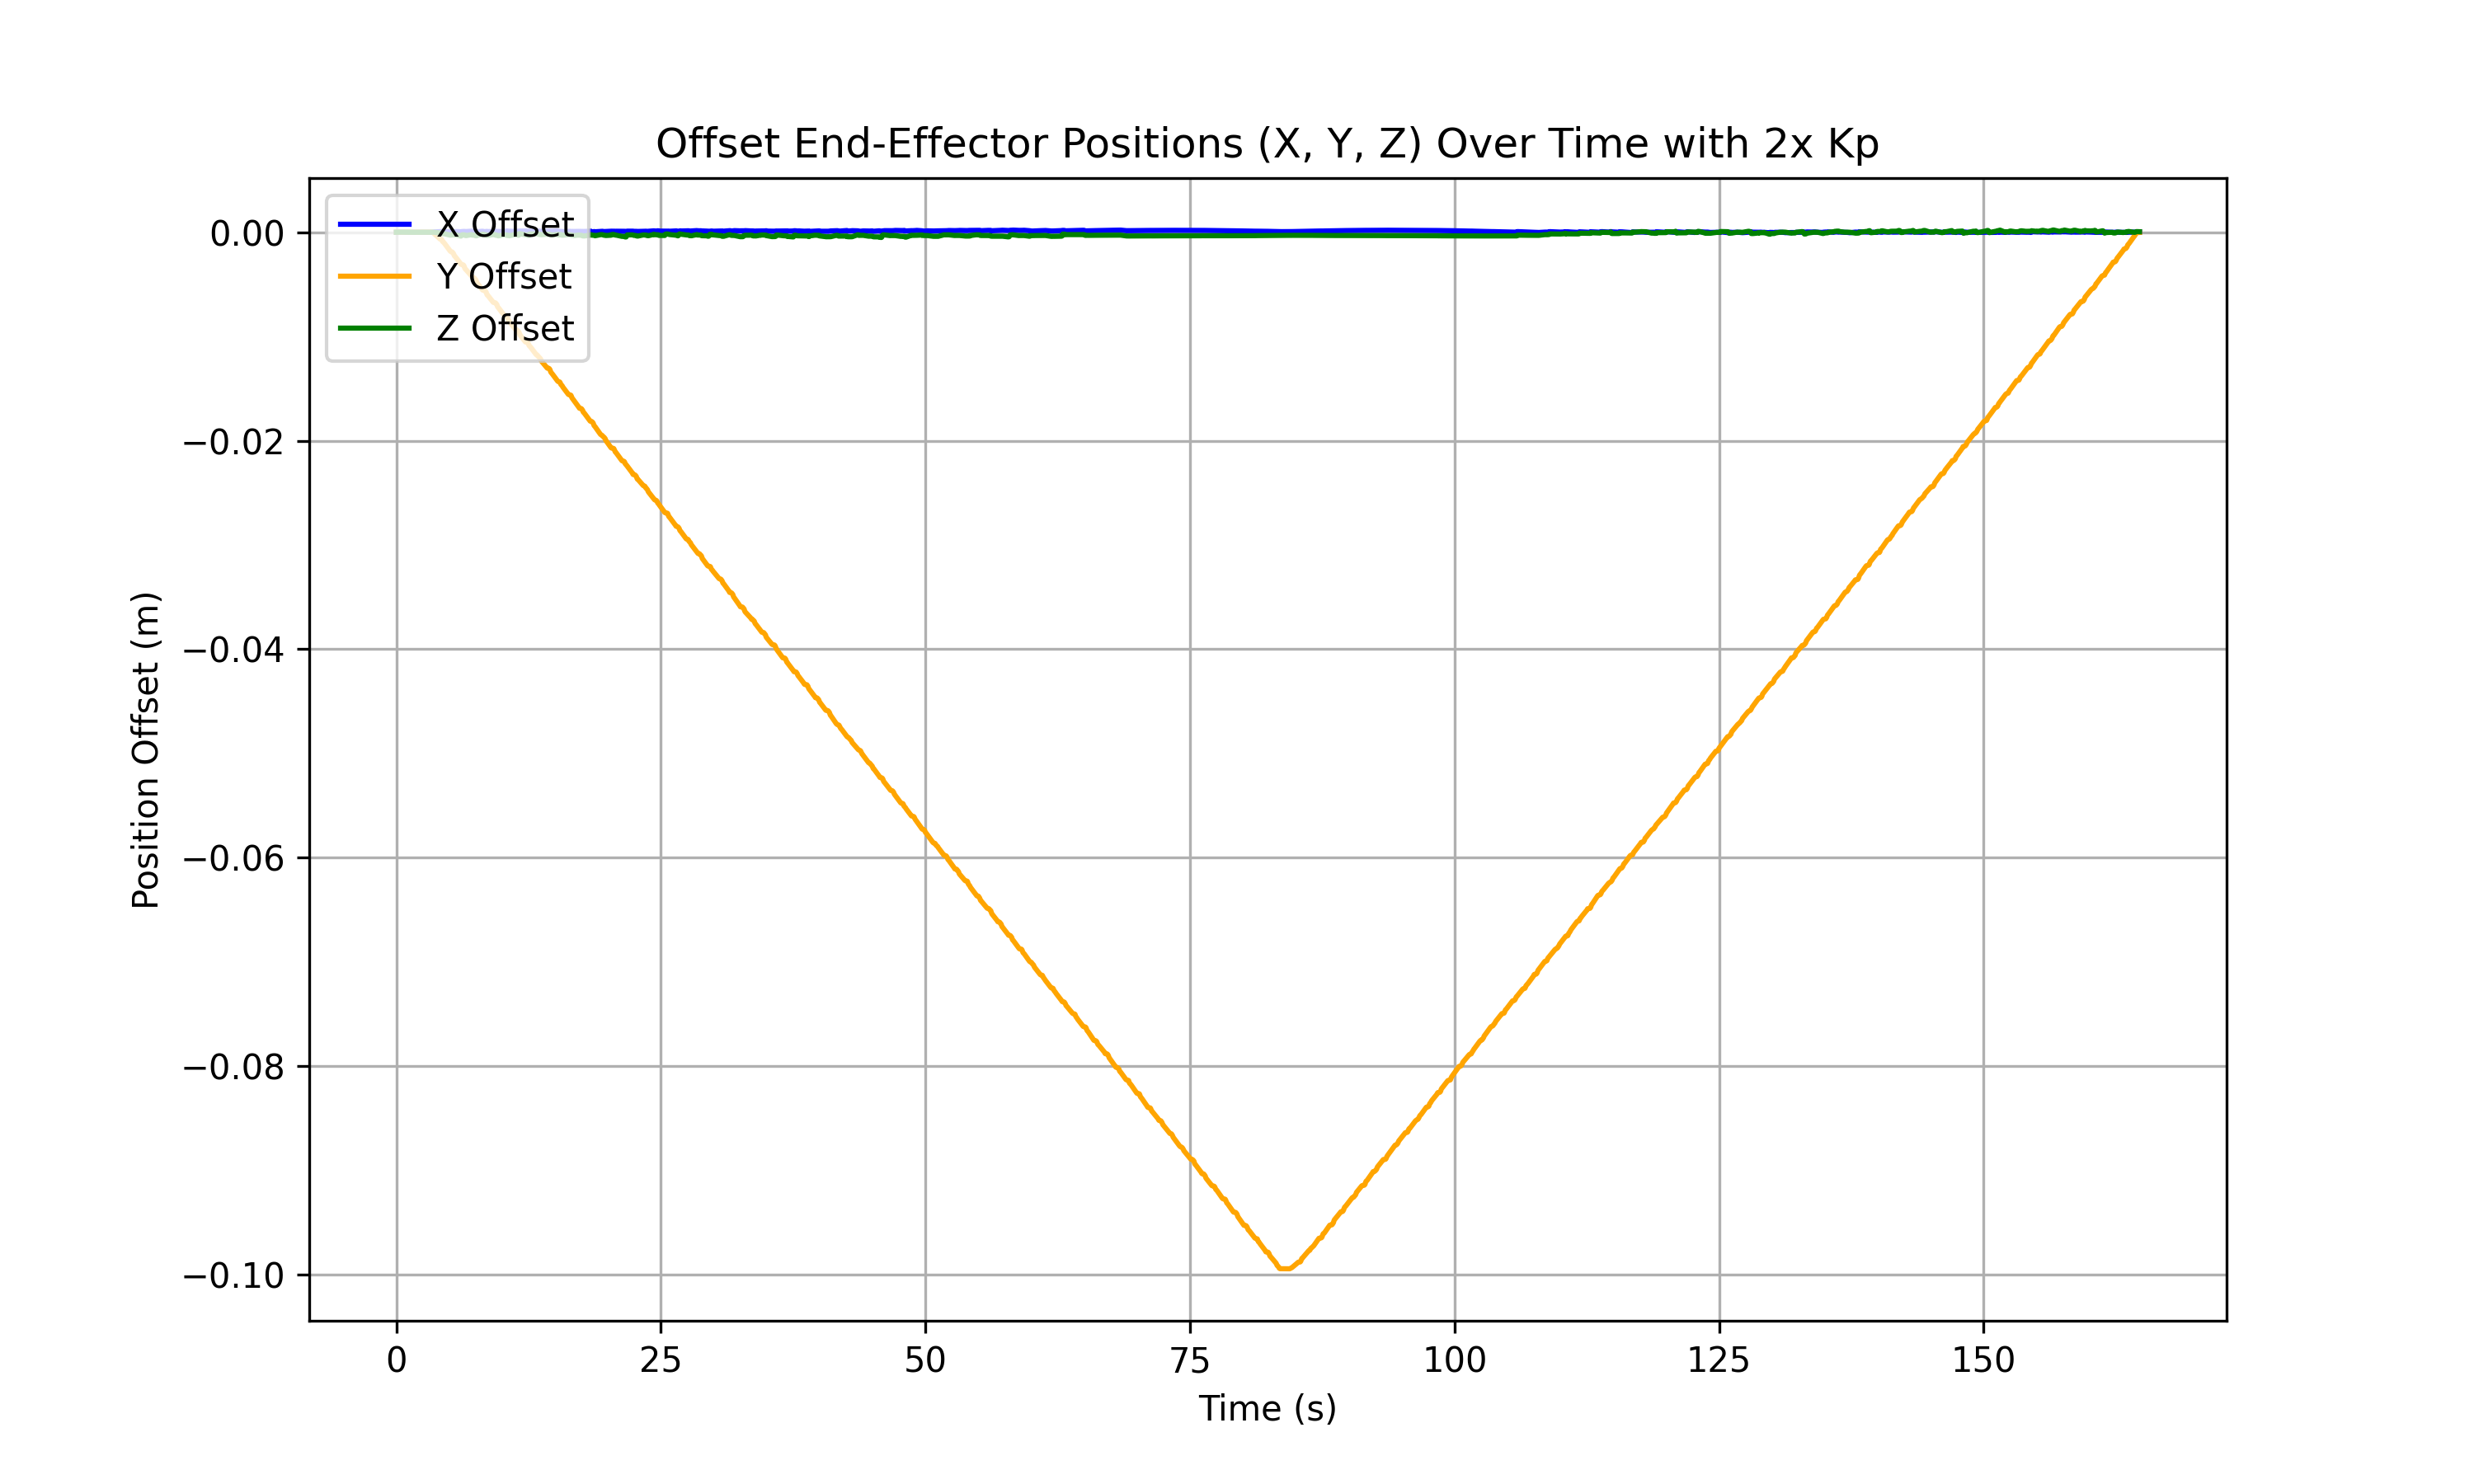 Offset End-Effector Positions (X, Y, Z) Over Time with 2x Kp
X Offset
Y Offset
Z Offset
0.00
−0.02
−0.04
−0.06
−0.08
−0.10
Position Offset (m)
0 25 50 75 100 125 150
Time (s)